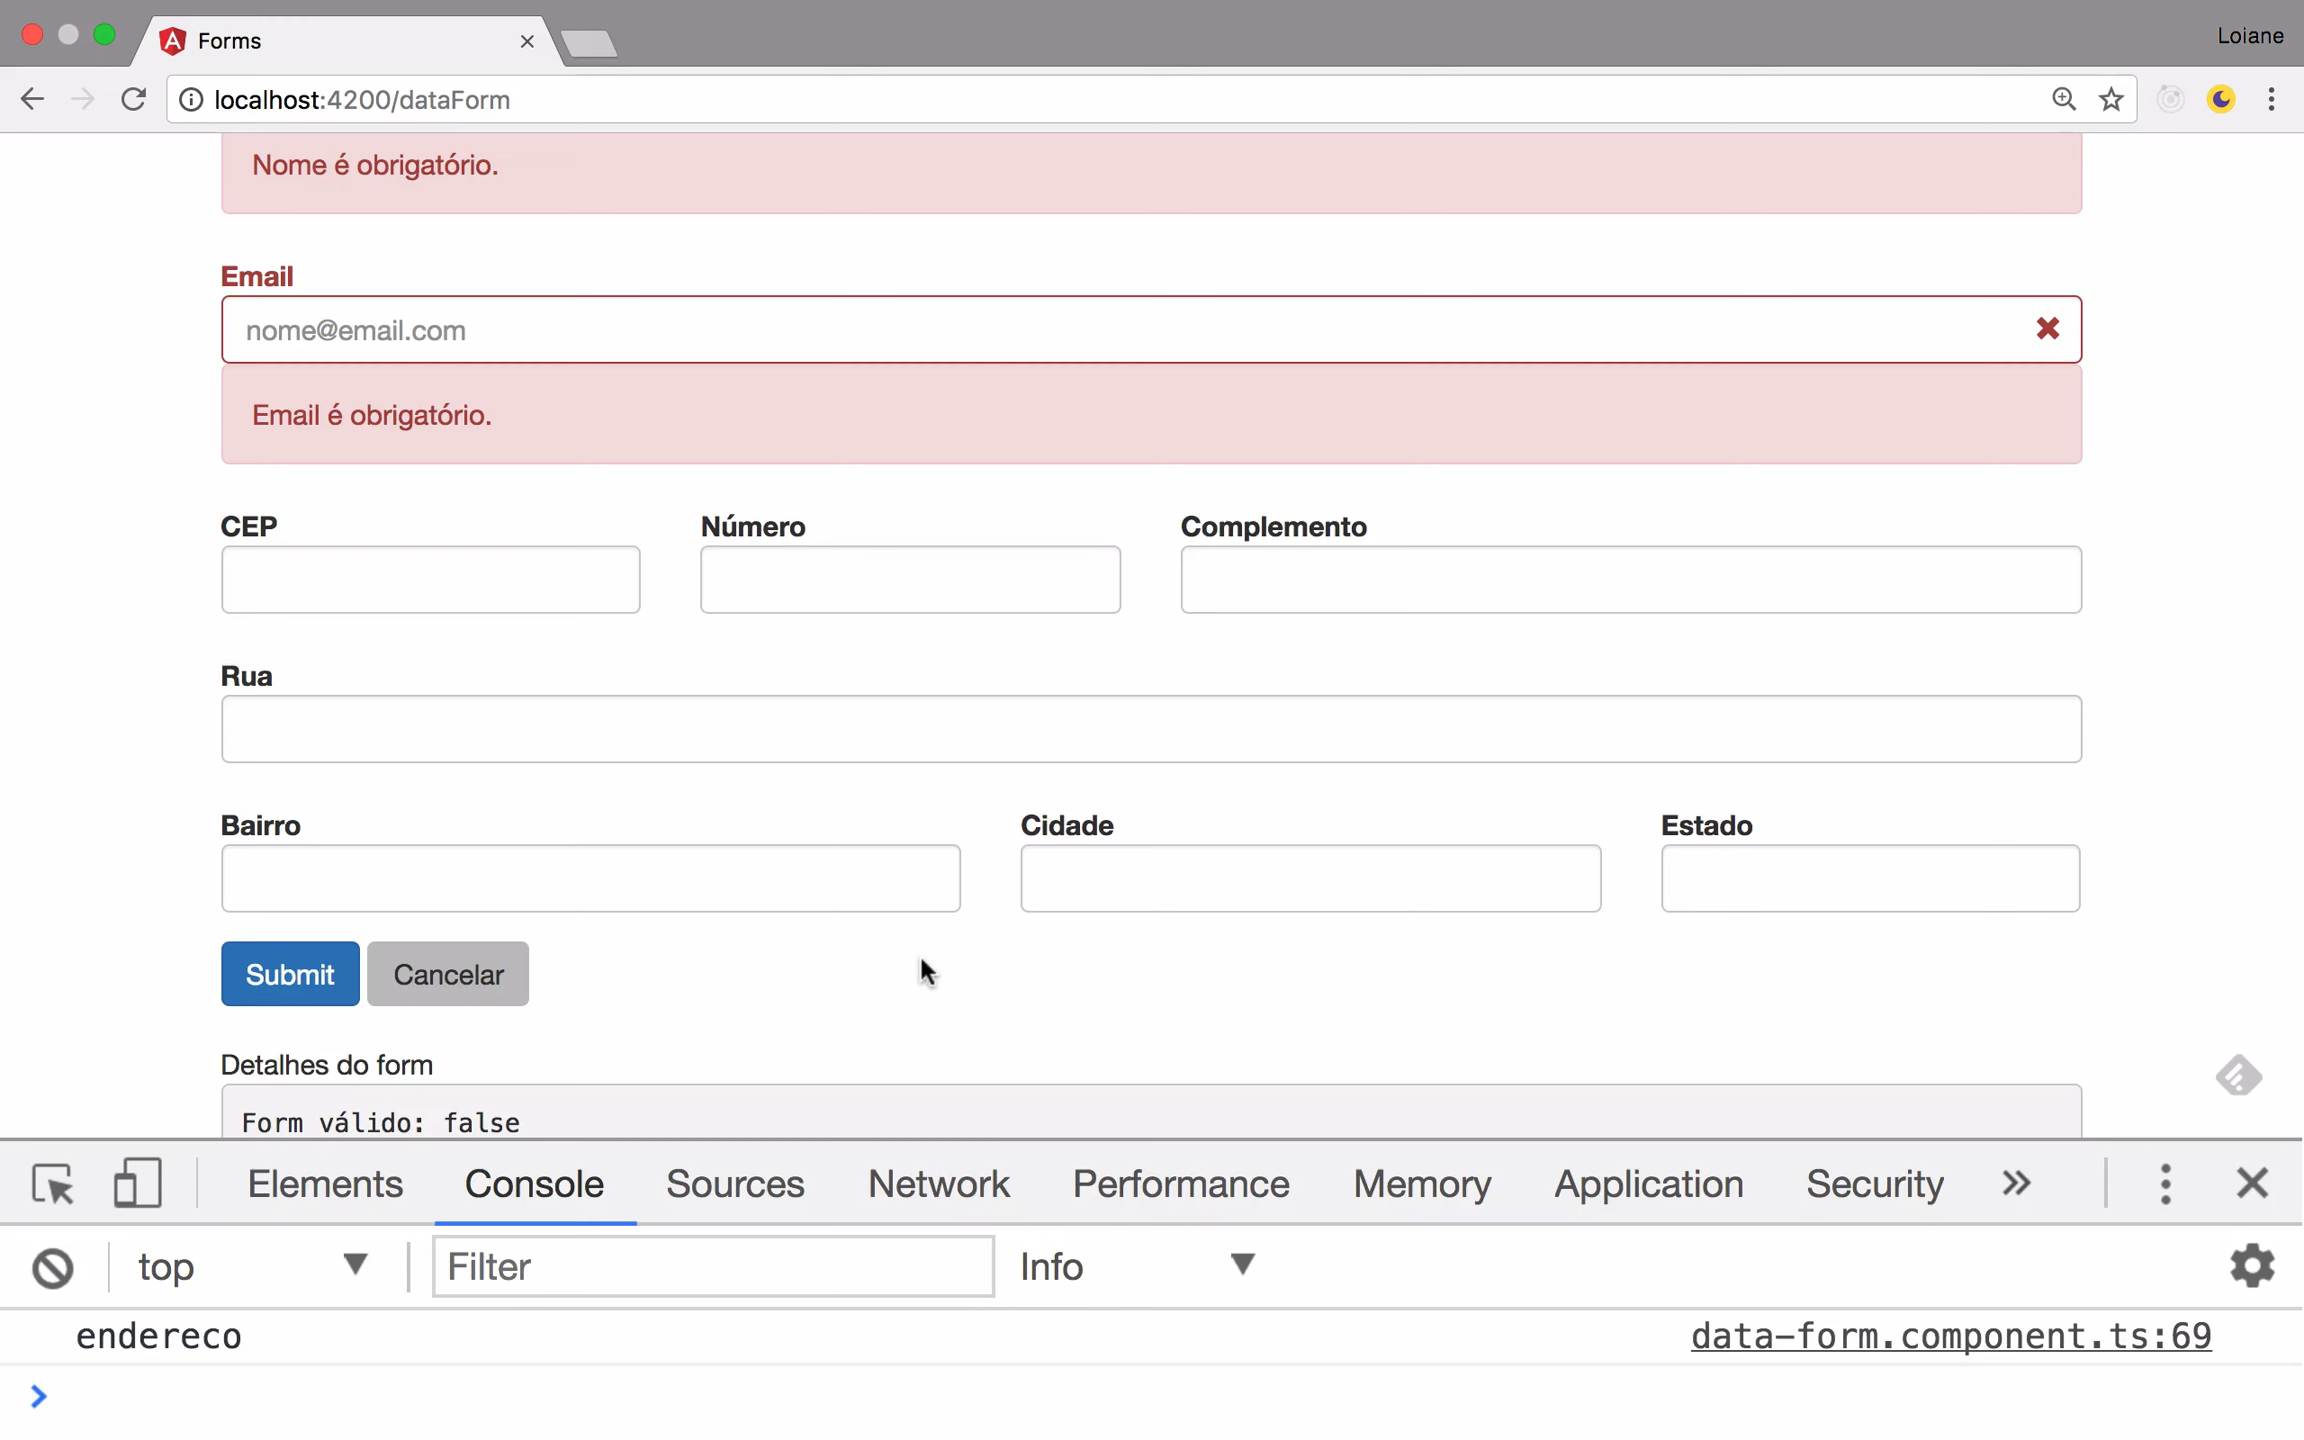 Forms
Loiane
localhost:4200/dataForm
Nome é obrigatório.
Email
nome@email.com
Email é obrigatório.
CEP Número Complemento
Rua
Bairro Cidade Estado
Submit Cancelar
Detalhes do form
Form válido: false
Elements Console Sources Network Performance Memory Application Security
top Filter Info
endereco data-form.component.ts:69